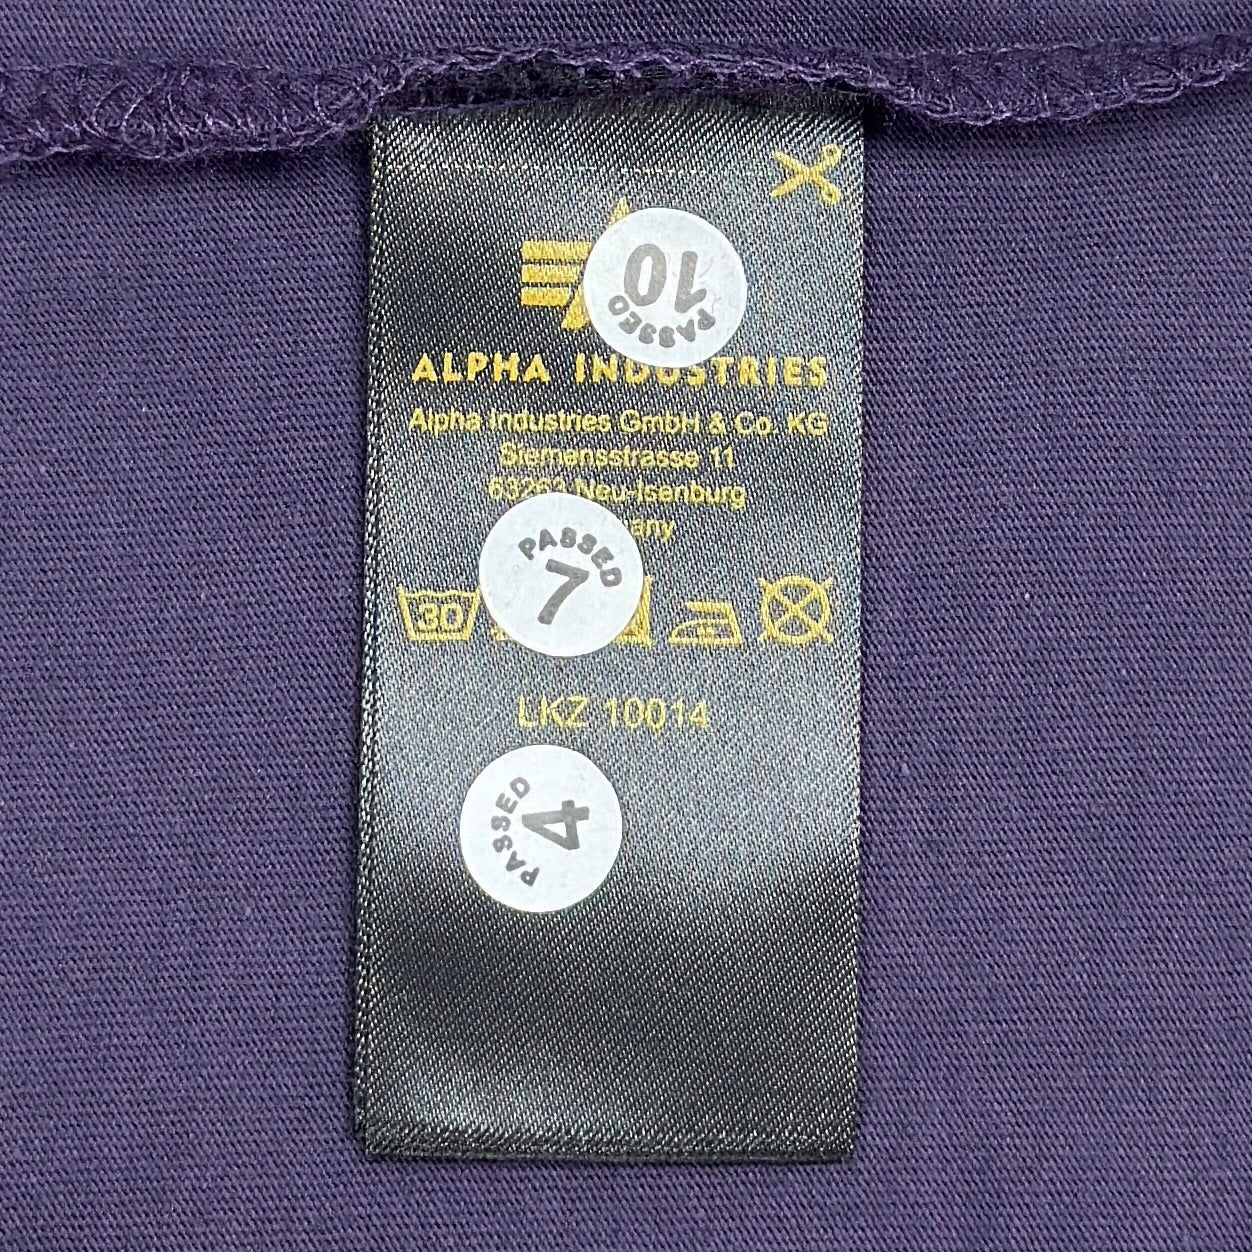 PASSED
10
ALPHA INDUSTRIES
Alpha Industries GmbH & Co. KG
Siemensstrasse 11
63263 Neu-Isenburg
PASSED
7
30
LKZ 10014
PASSED
4